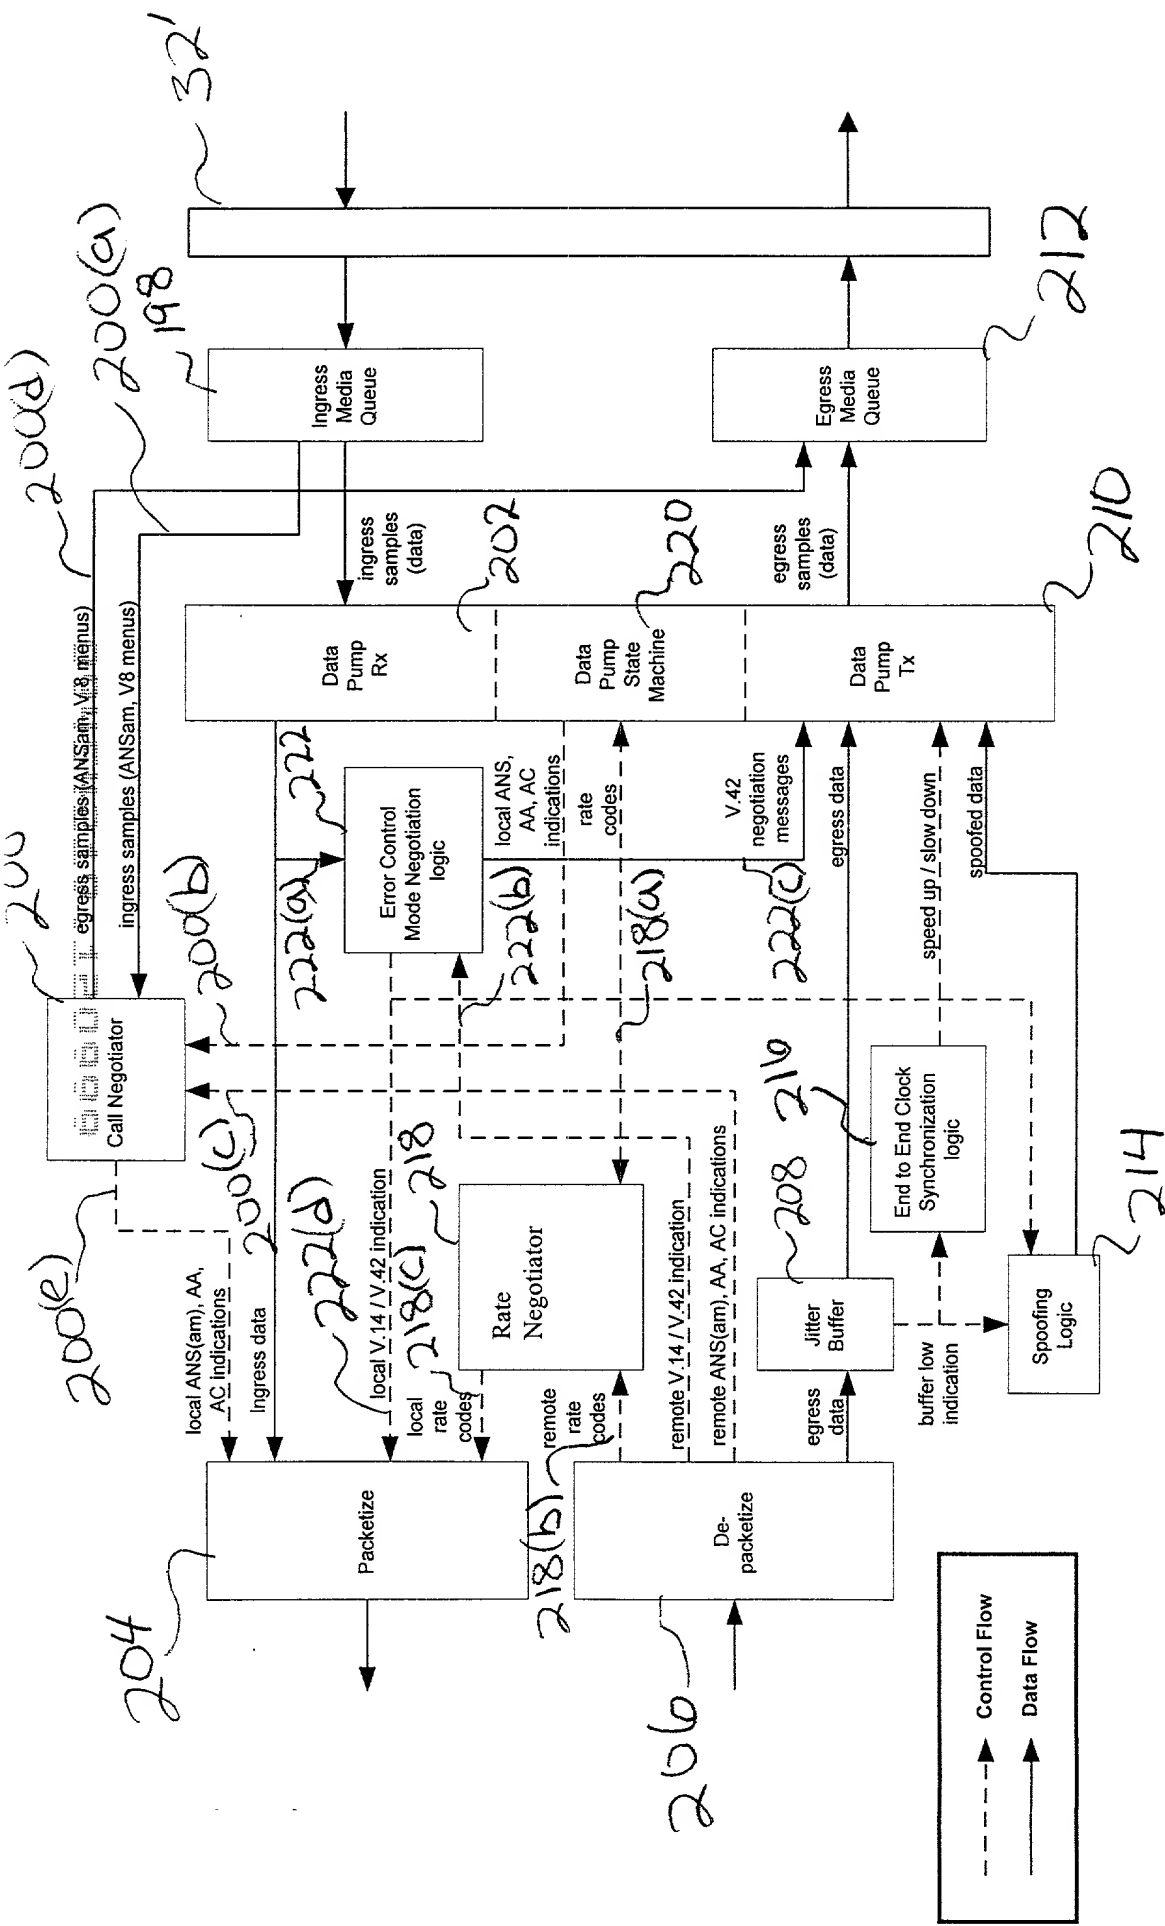 200(d)
200(a)
198
32'
200
egress samples (ANSam, V.8 menus)
ingress samples (ANSam, V8 menus)
Ingress
Media
Queue
200(e)
Call Negotiator
200(b)
200(c)
local ANS(am), AA,
AC indications
Ingress data
222(a)
222
Data
Pump
Rx
202
ingress
samples
(data)
204
Packetize
222(d)
local V.14 / V.42 indication
Error Control
Mode Negotiation
logic
222(b)
local ANS,
AA, AC
indications
218(c)
218
local
rate
codes
Rate
Negotiator
218(a)
rate
codes
Data
Pump
State
Machine
220
218(b)
remote
rate
codes
206
De-
packetize
remote V.14 / V.42 indication
remote ANS(am), AA, AC indications
222(c)
V.42
negotiation
messages
Data
Pump
Tx
egress
samples
(data)
Egress
Media
Queue
212
egress
data
208
Jitter
Buffer
216
egress data
210
End to End Clock
Synchronization
logic
speed up / slow down
buffer low
indication
Spoofing
Logic
214
spoofed data
Control Flow
Data Flow